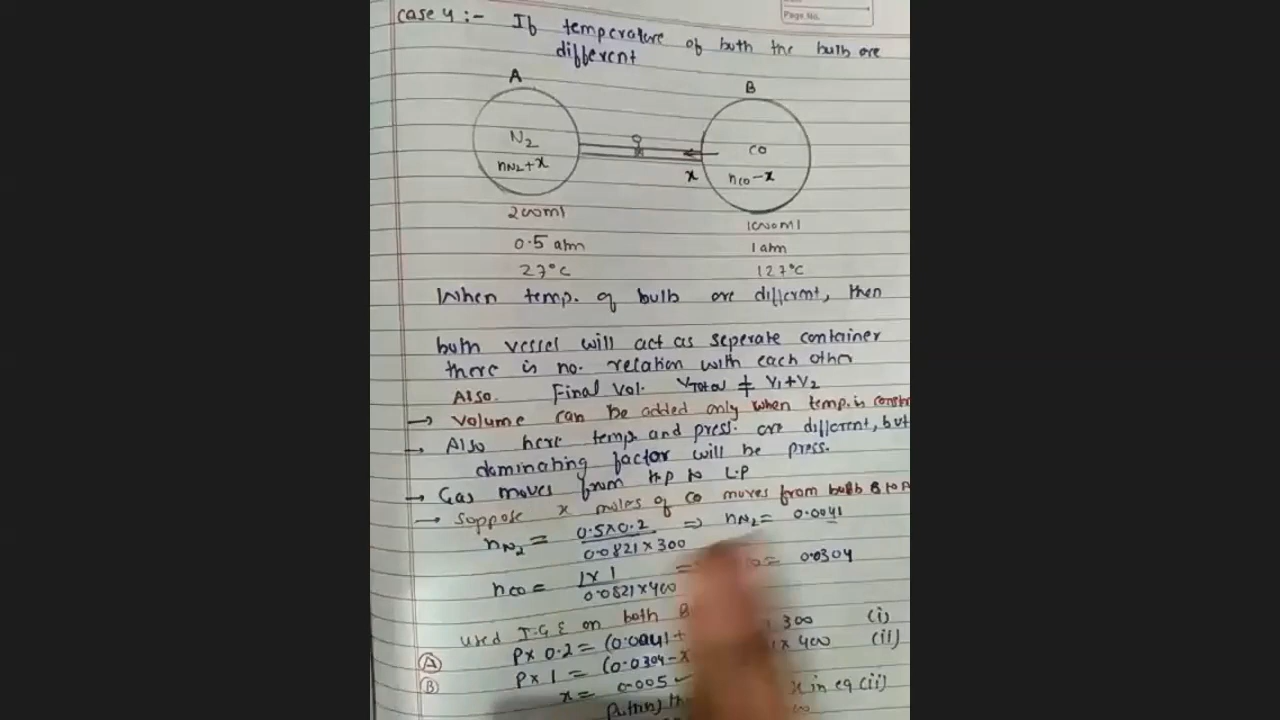 Page No.
Case 4 :- If temperature of both the bulb are
different
A
B
N2
nN2+x
CO
x
nCO-x
200ml
1000ml
0.5 atm
1 atm
27°C
127°C
When temp. of bulb are different, then
both vessel will act as seperate container
there is no. relation with each other
Also. Final Vol. VTotal ≠ V1+V2
→ Volume can be added only when temp. is const
→ Also here temp and press. are different, but
dominating factor will be press.
→ Gas moves from H.P to L.P
→ Suppose x moles of CO moves from bulb B to A
nN2 = 0.5×0.2 / 0.0821×300 ⇒ nN2 = 0.0041
nCO = 1×1 / 0.0821×400 = 0.0304
Used I.G.E on both B
(A) P×0.2 = (0.0041+ 300 (i)
(B) P×1 = (0.0304-x × 400 (ii)
x = 0.005
Putting x in eq (ii)